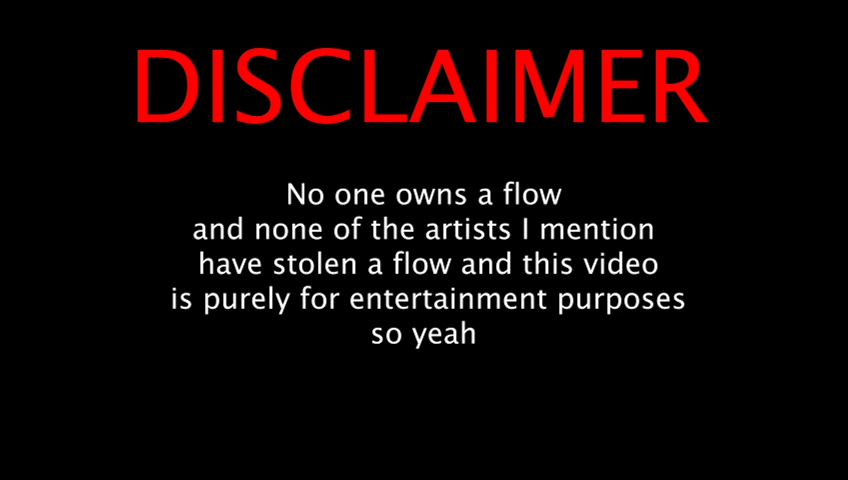 DISCLAIMER
No one owns a flow
and none of the artists I mention
have stolen a flow and this video
is purely for entertainment purposes
so yeah